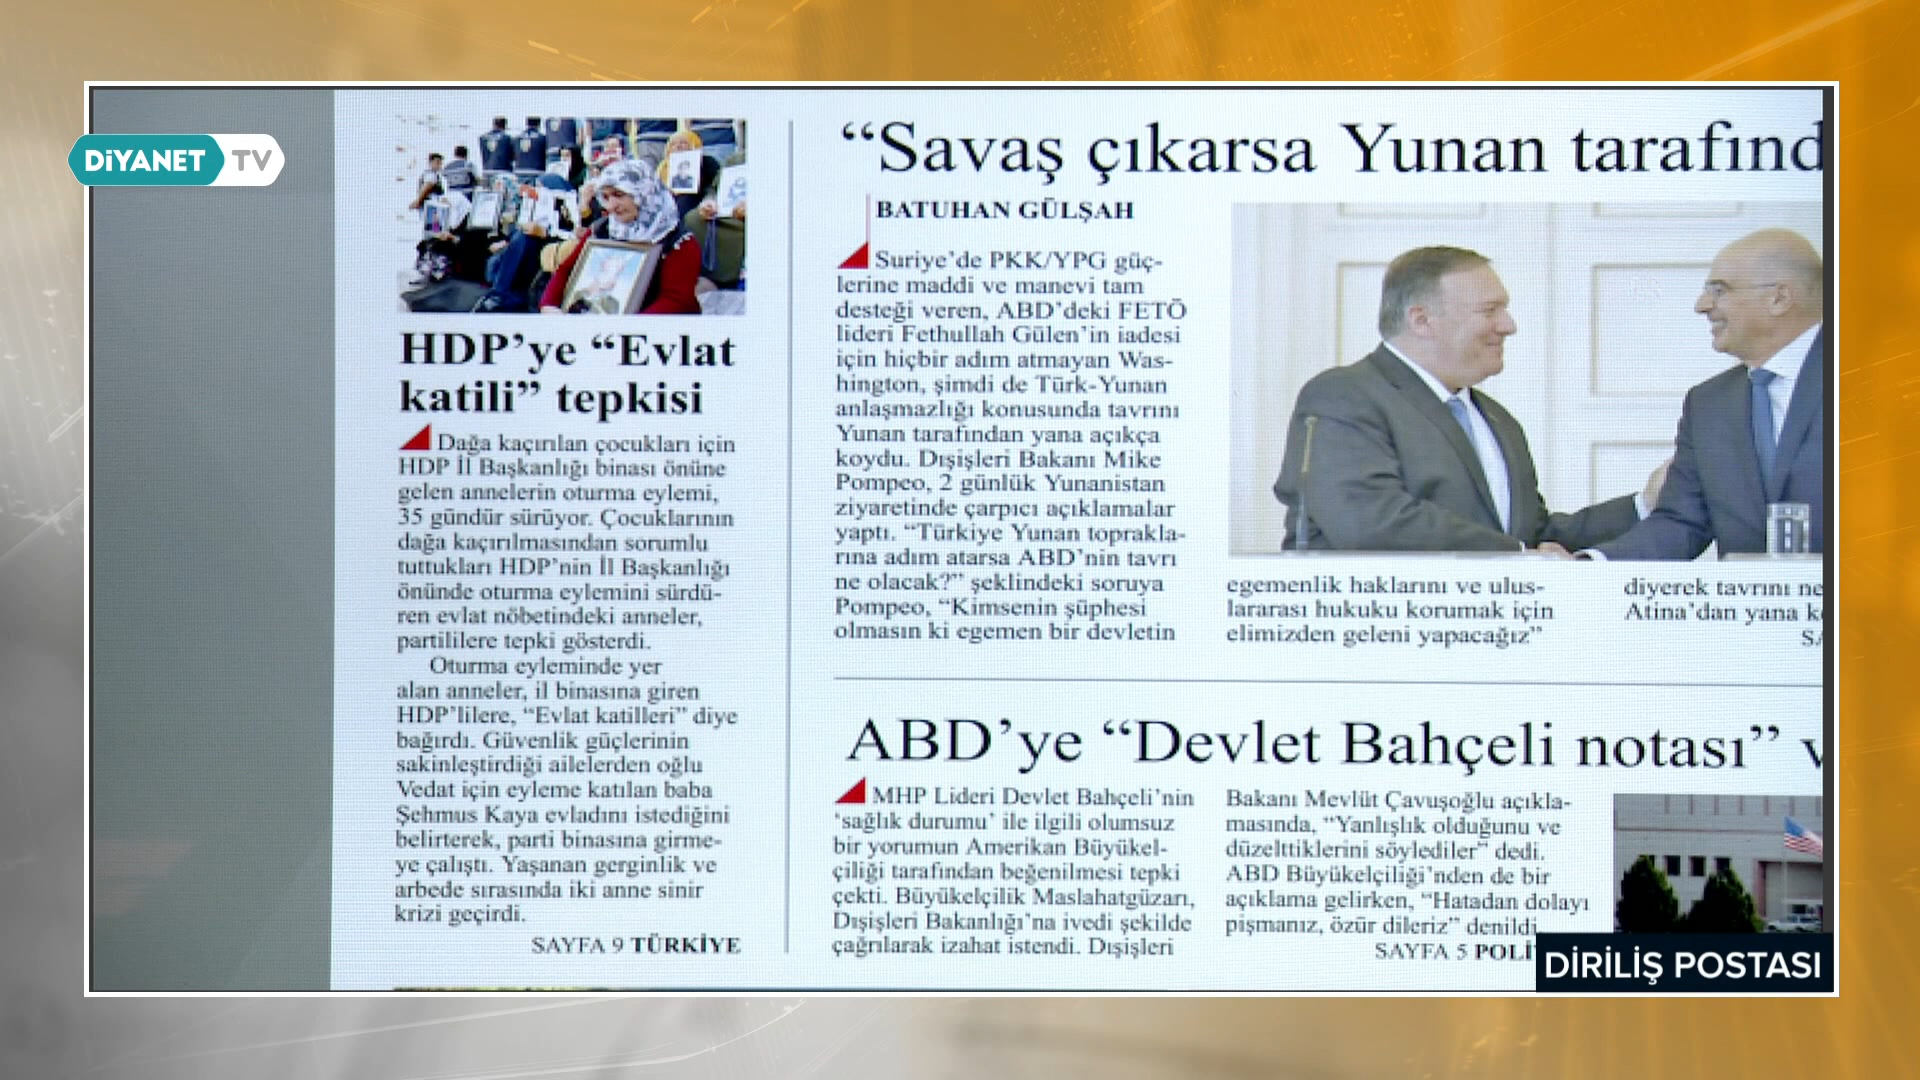 DİYANET TV
HDP’ye “Evlat
katili” tepkisi
Dağa kaçırılan çocukları için
HDP İl Başkanlığı binası önüne
gelen annelerin oturma eylemi,
35 gündür sürüyor. Çocuklarının
dağa kaçırılmasından sorumlu
tuttukları HDP’nin İl Başkanlığı
önünde oturma eylemini sürdü-
ren evlat nöbetindeki anneler,
partililere tepki gösterdi.
Oturma eyleminde yer
alan anneler, il binasına giren
HDP’lilere, “Evlat katilleri” diye
bağırdı. Güvenlik güçlerinin
sakinleştirdiği ailelerden oğlu
Vedat için eyleme katılan baba
Şehmus Kaya evladını istediğini
belirterek, parti binasına girme-
ye çalıştı. Yaşanan gerginlik ve
arbede sırasında iki anne sinir
krizi geçirdi.
SAYFA 9 TÜRKİYE
“Savaş çıkarsa Yunan tarafınd
BATUHAN GÜLŞAH
Suriye’de PKK/YPG güç-
lerine maddi ve manevi tam
desteği veren, ABD’deki FETÖ
lideri Fethullah Gülen’in iadesi
için hiçbir adım atmayan Was-
hington, şimdi de Türk-Yunan
anlaşmazlığı konusunda tavrını
Yunan tarafından yana açıkça
koydu. Dışişleri Bakanı Mike
Pompeo, 2 günlük Yunanistan
ziyaretinde çarpıcı açıklamalar
yaptı. “Türkiye Yunan toprakla-
rına adım atarsa ABD’nin tavrı
ne olacak?” şeklindeki soruya
Pompeo, “Kimsenin şüphesi
olmasın ki egemen bir devletin
egemenlik haklarını ve ulus-
lararası hukuku korumak için
elimizden geleni yapacağız”
diyerek tavrını ne
Atina’dan yana k
ABD’ye “Devlet Bahçeli notası”
MHP Lideri Devlet Bahçeli’nin
‘sağlık durumu’ ile ilgili olumsuz
bir yorumun Amerikan Büyükel-
çiliği tarafından beğenilmesi tepki
çekti. Büyükelçilik Maslahatgüzarı,
Dışişleri Bakanlığı’na ivedi şekilde
çağrılarak izahat istendi. Dışişleri
Bakanı Mevlüt Çavuşoğlu açıkla-
masında, “Yanlışlık olduğunu ve
düzelttiklerini söylediler” dedi.
ABD Büyükelçiliği’nden de bir
açıklama gelirken, “Hatadan dolayı
pişmanız, özür dileriz” denildi.
SAYFA 5 POLİ
DİRİLİŞ POSTASI